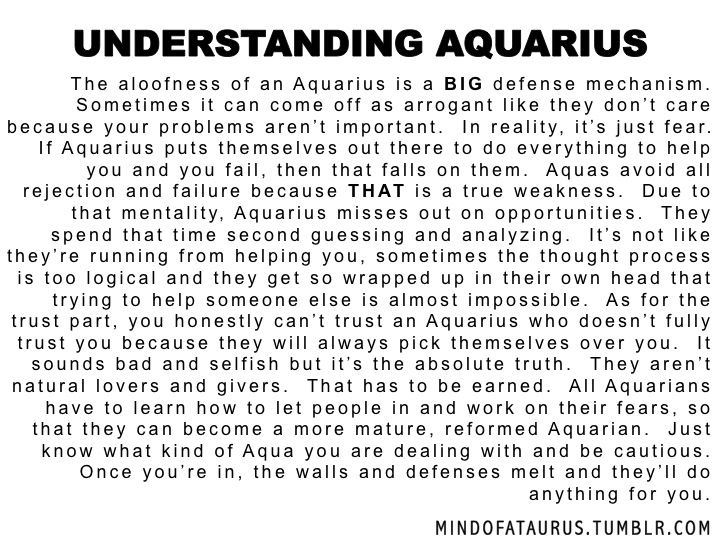 UNDERSTANDING AQUARIUS
The aloofness of an Aquarius is a BIG defense mechanism.
Sometimes it can come off as arrogant like they don't care
because your problems aren't important. In reality, it's just fear.
If Aquarius puts themselves out there to do everything to help
you and you fail, then that falls on them. Aquas avoid all
rejection and failure because THAT is a true weakness. Due to
that mentality, Aquarius misses out on opportunities. They
spend that time second guessing and analyzing. It's not like
they're running from helping you, sometimes the thought process
is too logical and they get so wrapped up in their own head that
trying to help someone else is almost impossible. As for the
trust part, you honestly can't trust an Aquarius who doesn't fully
trust you because they will always pick themselves over you. It
sounds bad and selfish but it's the absolute truth. They aren't
natural lovers and givers. That has to be earned. All Aquarians
have to learn how to let people in and work on their fears, so
that they can become a more mature, reformed Aquarian. Just
know what kind of Aqua you are dealing with and be cautious.
Once you're in, the walls and defenses melt and they'll do
anything for you.
MINDOFATAURUS.TUMBLR.COM